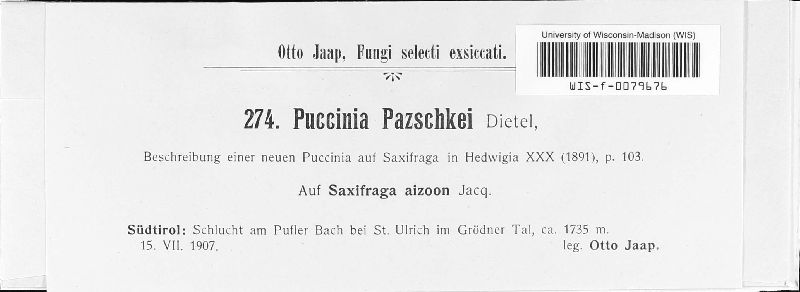 University of Wisconsin-Madison (WIS)
WIS-f-0079676
Otto Jaap, Fungi selecti exsiccati.
274. Puccinia Pazschkei Dietel,
Beschreibung einer neuen Puccinia auf Saxifraga in Hedwigia XXX (1891), p. 103.
Auf Saxifraga aizoon Jacq.
Südtirol: Schlucht am Pufler Bach bei St. Ulrich im Grödner Tal, ca. 1735 m.
15. VII. 1907. leg. Otto Jaap.